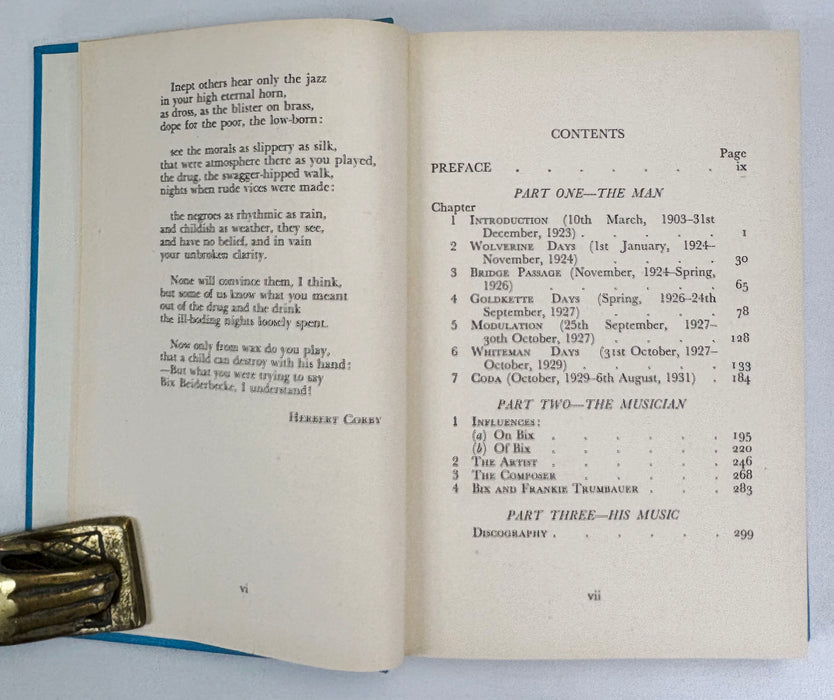 Inept others hear only the jazz
in your high eternal horn,
as dross, as the blister on brass,
dope for the poor, the low-born:
see the morals as slippery as silk,
that were atmosphere there as you played,
the drug, the swagger-hipped walk,
nights when rude vices were made:
the negroes as rhythmic as rain,
and childish as weather, they see,
and have no belief, and in vain
your unbroken clarity.
None will convince them, I think,
but some of us know what you meant
out of the drug and the drink
the ill-boding nights loosely spent.
Now only from wax do you play,
that a child can destroy with his hand:
—But what you were trying to say
Bix Beiderbecke, I understand!
HERBERT CORBY
vi
CONTENTS
Page
PREFACE . . . . . . . ix
PART ONE—THE MAN
Chapter
1 INTRODUCTION (10th March, 1903–31st
December, 1923) . . . . . 1
2 WOLVERINE DAYS (1st January, 1924–
November, 1924) . . . . 30
3 BRIDGE PASSAGE (November, 1924–Spring,
1926) . . . . . . 65
4 GOLDKETTE DAYS (Spring, 1926–24th
September, 1927) . . . . 78
5 MODULATION (25th September, 1927–
30th October, 1927) . . . . 128
6 WHITEMAN DAYS (31st October, 1927–
October, 1929) . . . . . 133
7 CODA (October, 1929–6th August, 1931) . 184
PART TWO—THE MUSICIAN
1 INFLUENCES:
(a) On Bix . . . . . . 195
(b) Of Bix . . . . . . 220
2 THE ARTIST . . . . . . 246
3 THE COMPOSER . . . . . 268
4 BIX AND FRANKIE TRUMBAUER . . . 283
PART THREE—HIS MUSIC
DISCOGRAPHY . . . . . . 299
vii